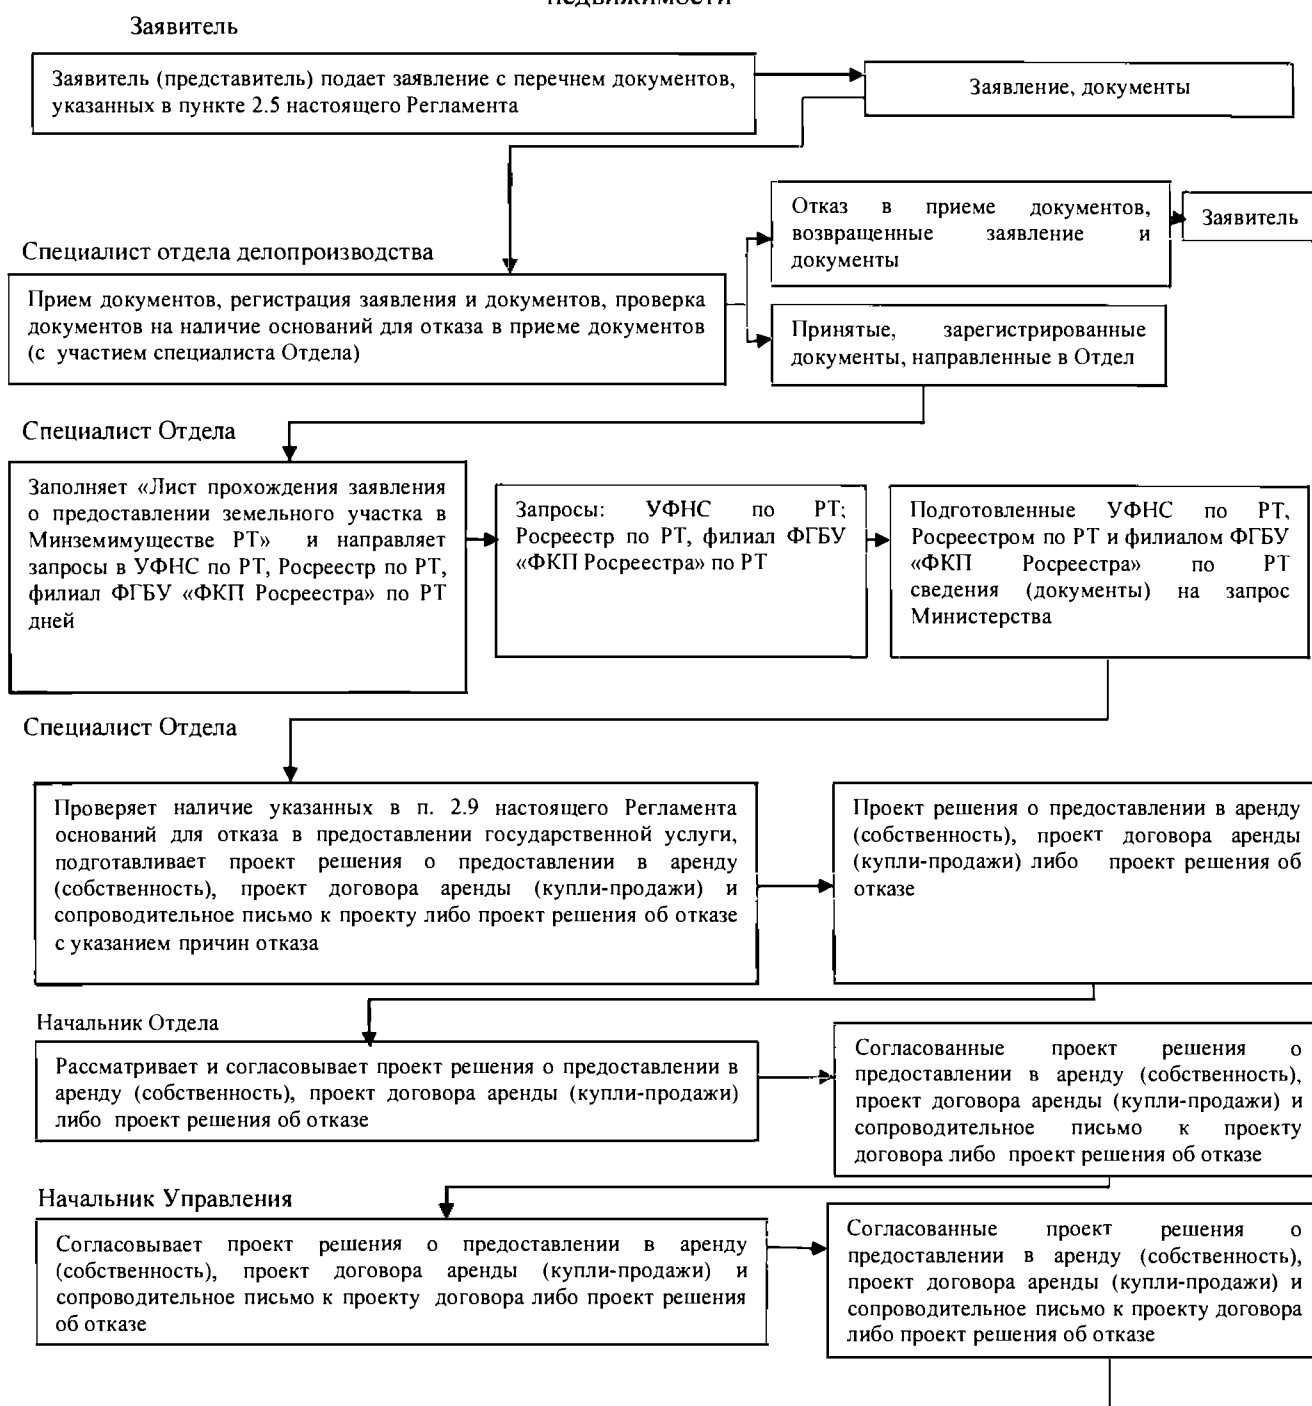 недвижимости
Заявитель
Заявитель (представитель) подает заявление с перечнем документов,
указанных в пункте 2.5 настоящего Регламента
Заявление, документы
Отказ в приеме документов,
возвращенные заявление и
документы
Заявитель
Специалист отдела делопроизводства
Прием документов, регистрация заявления и документов, проверка
документов на наличие оснований для отказа в приеме документов
(с участием специалиста Отдела)
Принятые, зарегистрированные
документы, направленные в Отдел
Специалист Отдела
Заполняет «Лист прохождения заявления
о предоставлении земельного участка в
Минземимуществе РТ» и направляет
запросы в УФНС по РТ, Росреестр по РТ,
филиал ФГБУ «ФКП Росреестра» по РТ
дней
Запросы: УФНС по РТ;
Росреестр по РТ, филиал ФГБУ
«ФКП Росреестра» по РТ
Подготовленные УФНС по РТ,
Росреестром по РТ и филиалом ФГБУ
«ФКП Росреестра» по РТ
сведения (документы) на запрос
Министерства
Специалист Отдела
Проверяет наличие указанных в п. 2.9 настоящего Регламента
оснований для отказа в предоставлении государственной услуги,
подготавливает проект решения о предоставлении в аренду
(собственность), проект договора аренды (купли-продажи) и
сопроводительное письмо к проекту либо проект решения об отказе
с указанием причин отказа
Проект решения о предоставлении в аренду
(собственность), проект договора аренды
(купли-продажи) либо проект решения об
отказе
Начальник Отдела
Рассматривает и согласовывает проект решения о предоставлении в
аренду (собственность), проект договора аренды (купли-продажи)
либо проект решения об отказе
Согласованные проект решения о
предоставлении в аренду (собственность),
проект договора аренды (купли-продажи) и
сопроводительное письмо к проекту
договора либо проект решения об отказе
Начальник Управления
Согласовывает проект решения о предоставлении в аренду
(собственность), проект договора аренды (купли-продажи) и
сопроводительное письмо к проекту договора либо проект решения
об отказе
Согласованные проект решения о
предоставлении в аренду (собственность),
проект договора аренды (купли-продажи) и
сопроводительное письмо к проекту договора
либо проект решения об отказе